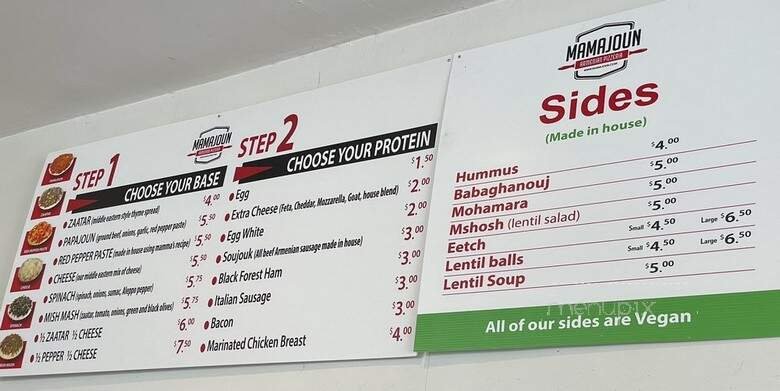 MAMAJOUN
STEP 1
CHOOSE YOUR BASE
• ZAATAR (middle eastern style thyme spread) $4.00
• PAPAJOUN (ground beef, onions, garlic, red pepper paste) $5.50
• RED PEPPER PASTE (made in house using mamma's recipe) $5.50
• CHEESE (our middle eastern mix of cheese) $5.50
• SPINACH (spinach, onions, sumac, Aleppo pepper) $5.75
• MISH MASH (zaatar, tomato, onions, green and black olives) $5.75
• ½ ZAATAR ½ CHEESE $6.00
• ½ PEPPER ½ CHEESE $7.50
STEP 2
CHOOSE YOUR PROTEIN
• Egg $1.50
• Extra Cheese (Feta, Cheddar, Mozzarella, Goat, house blend) $2.00
• Egg White $2.00
• Soujouk (All beef Armenian sausage made in house) $3.00
• Black Forest Ham $3.00
• Italian Sausage $3.00
• Bacon $3.00
• Marinated Chicken Breast $4.00
MAMAJOUN
ARMENIAN PIZZERIA
Sides
(Made in house)
Hummus $4.00
Babaghanouj $5.00
Mohamara $5.00
Mshosh (lentil salad) $5.00
Eetch Small $4.50 Large $6.50
Lentil balls Small $4.50 Large $6.50
Lentil Soup $5.00
menupix
All of our sides are Vegan